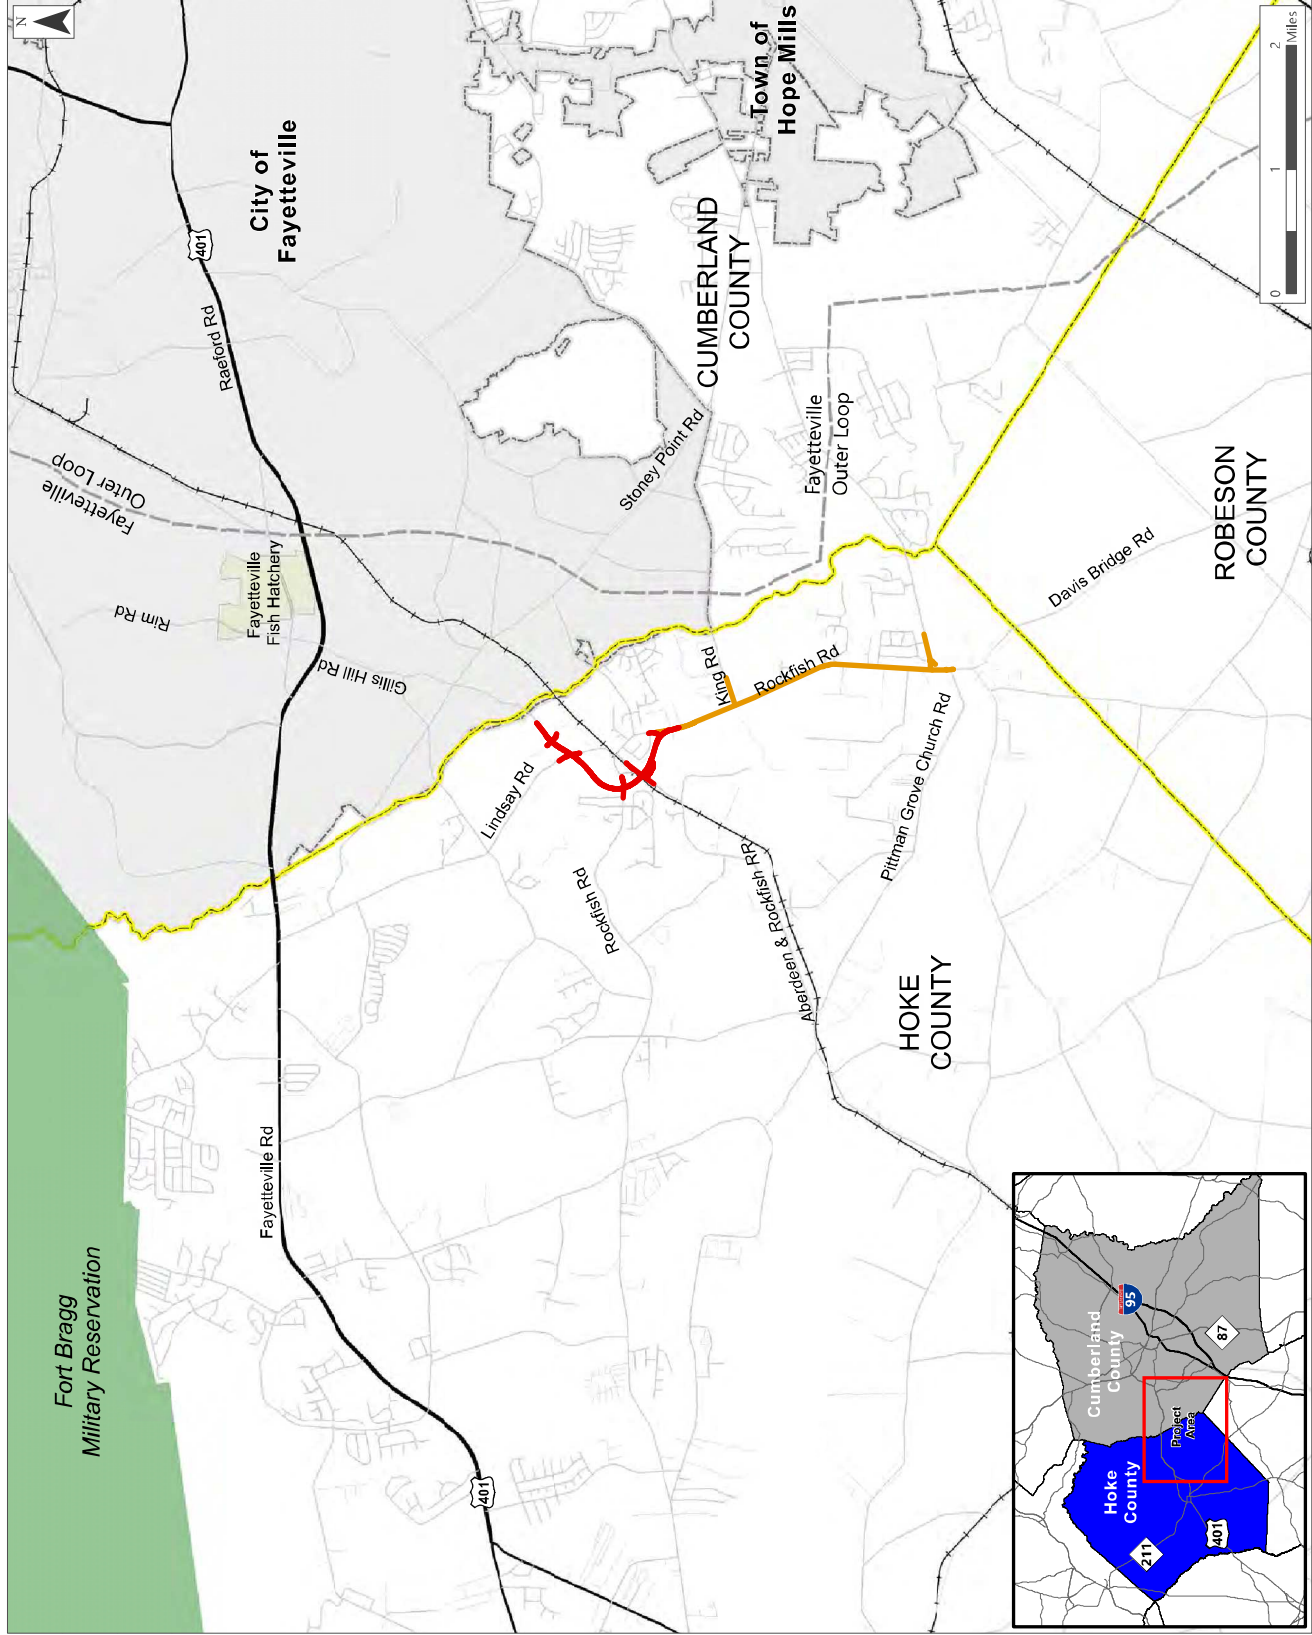 Fort Bragg
Military Reservation
N
City of
Fayetteville
401
Raeford Rd
Fayetteville
Outer Loop
Fayetteville
Fish Hatchery
Rim Rd
Gillis Hill Rd
Fayetteville Rd
401
Town of
Hope Mills
CUMBERLAND
COUNTY
Stoney Point Rd
Fayetteville
Outer Loop
Lindsay Rd
King Rd
Rockfish Rd
Rockfish Rd
Aberdeen & Rockfish RR
Pittman Grove Church Rd
Davis Bridge Rd
HOKE
COUNTY
ROBESON
COUNTY
0
1
2
Miles
Hoke
County
Cumberland
County
Project
Area
211
401
87
95